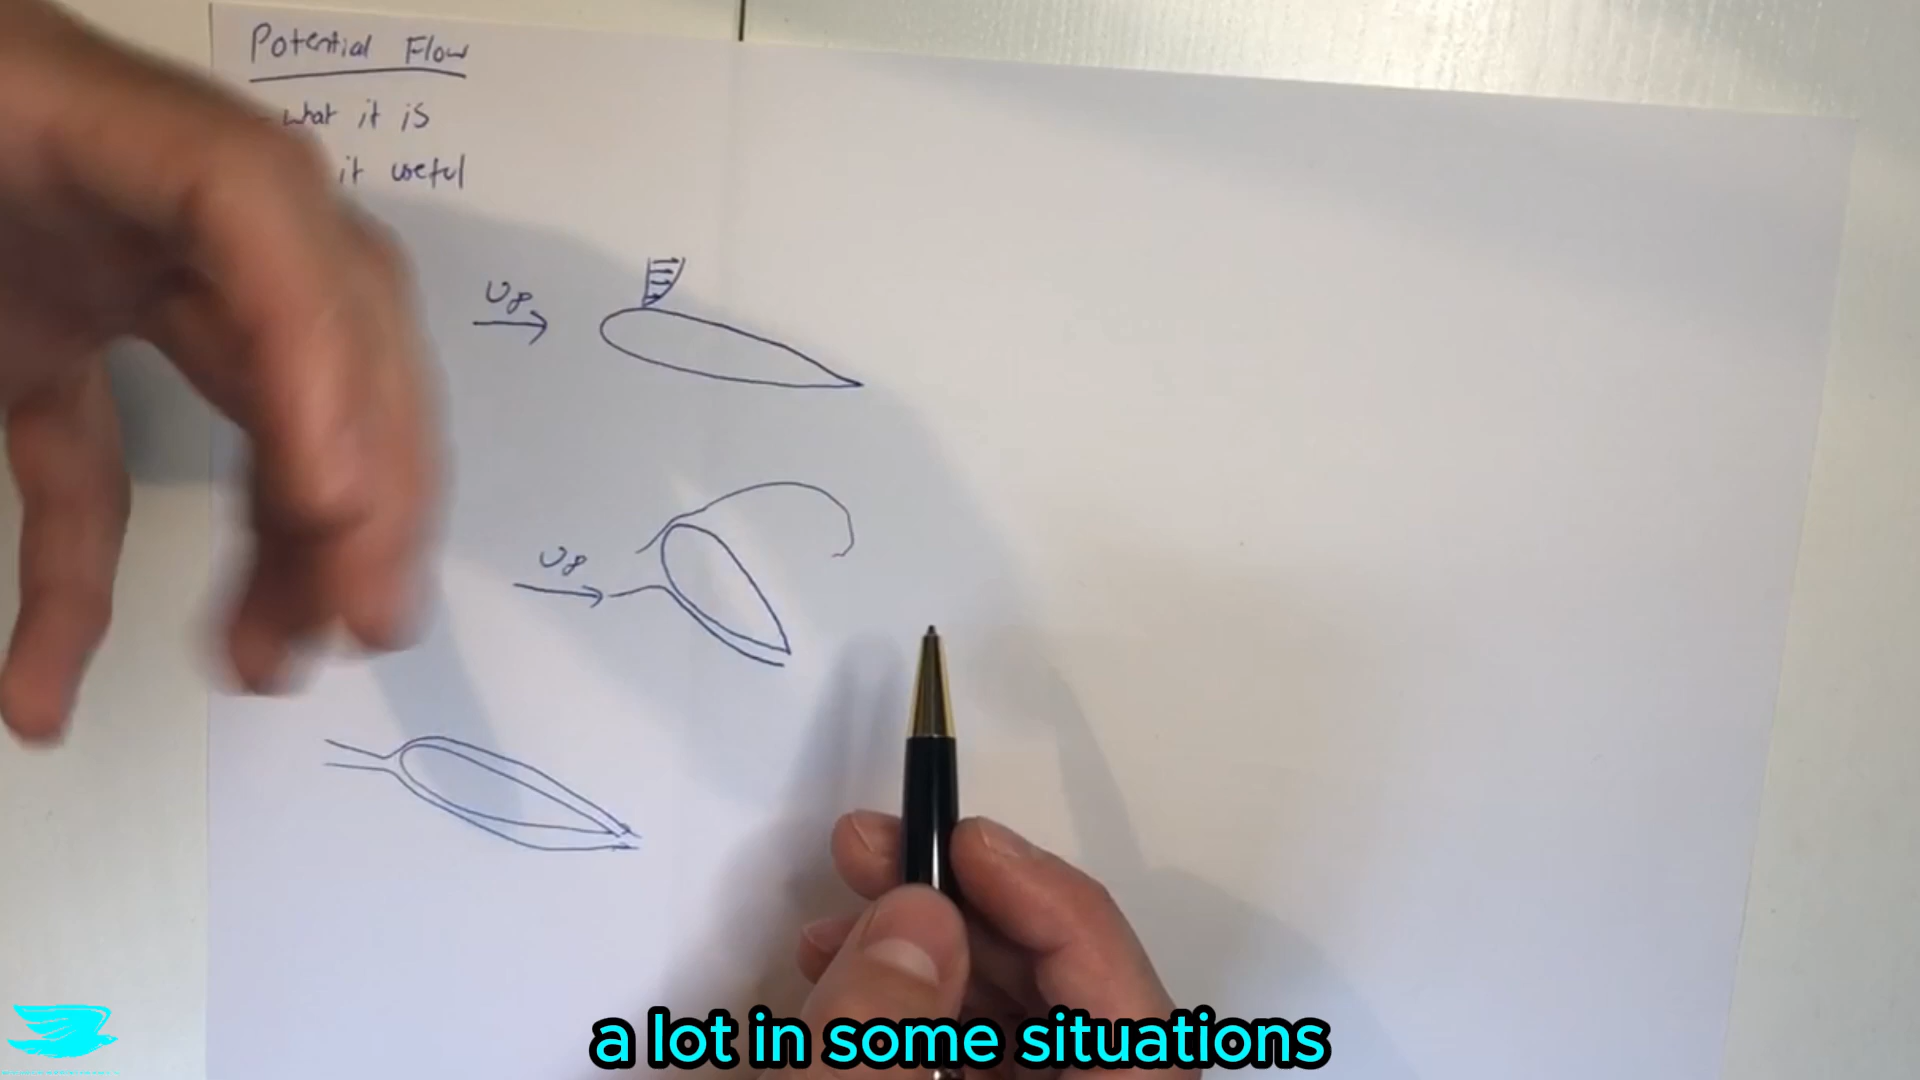 Potential Flow
- what it is
it useful
U∞
U∞
a lot in some situations